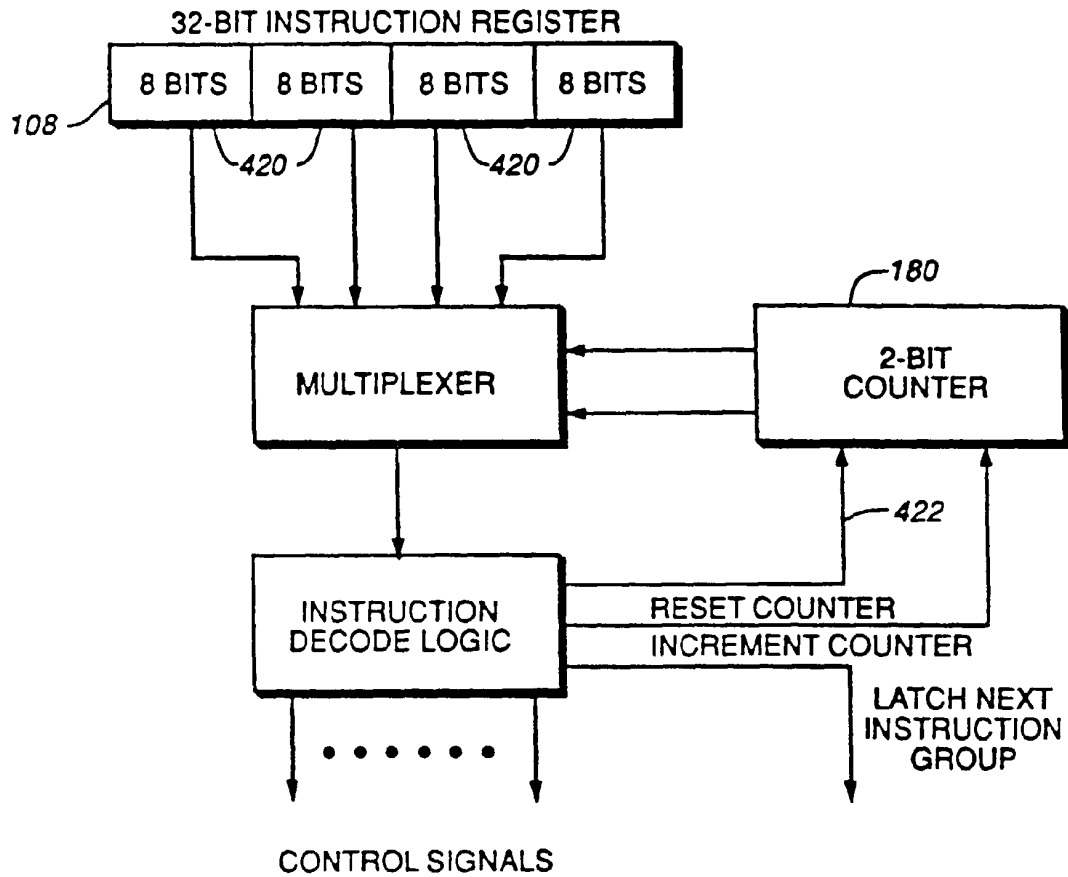 32-BIT INSTRUCTION REGISTER
8 BITS 8 BITS 8 BITS 8 BITS
108
420 420
180
MULTIPLEXER
2-BIT
COUNTER
422
INSTRUCTION
DECODE LOGIC
RESET COUNTER
INCREMENT COUNTER
LATCH NEXT
INSTRUCTION
GROUP
CONTROL SIGNALS